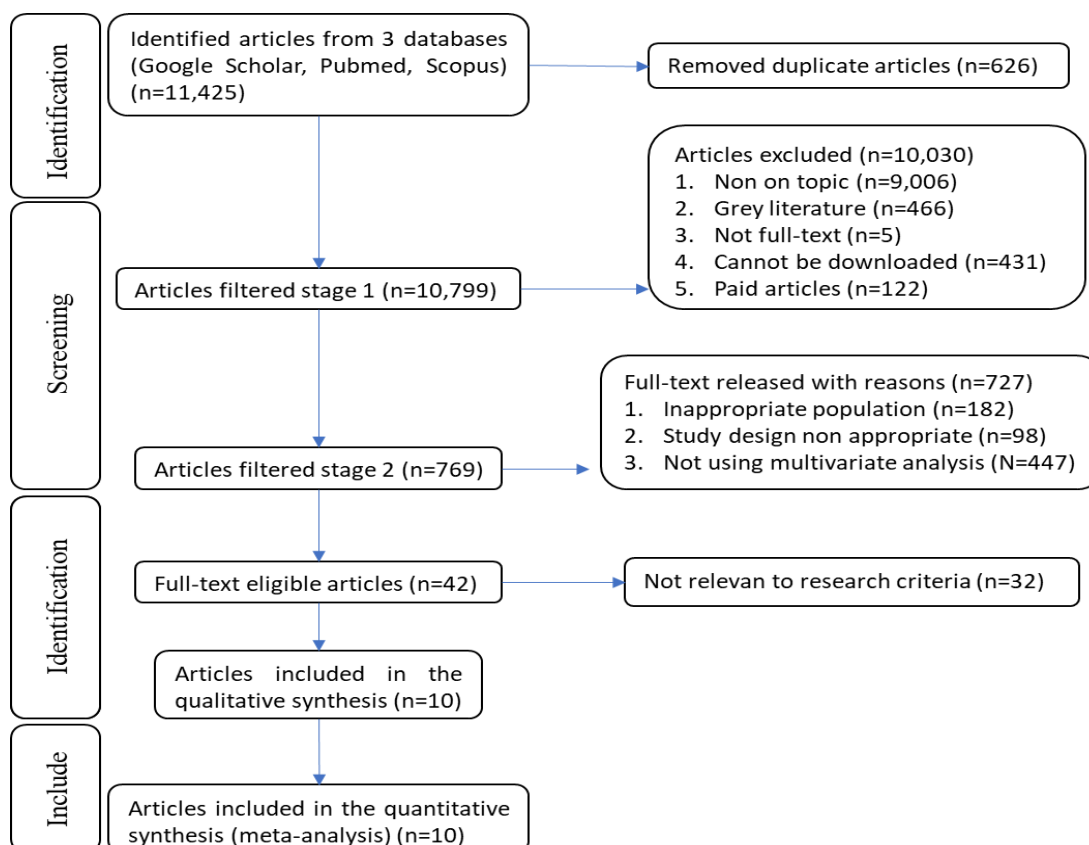 Identification
Identified articles from 3 databases
(Google Scholar, Pubmed, Scopus)
(n=11,425)
Removed duplicate articles (n=626)
Screening
Articles excluded (n=10,030)
1. Non on topic (n=9,006)
2. Grey literature (n=466)
3. Not full-text (n=5)
4. Cannot be downloaded (n=431)
5. Paid articles (n=122)
Articles filtered stage 1 (n=10,799)
Full-text released with reasons (n=727)
1. Inappropriate population (n=182)
2. Study design non appropriate (n=98)
3. Not using multivariate analysis (N=447)
Articles filtered stage 2 (n=769)
Identification
Full-text eligible articles (n=42)
Not relevan to research criteria (n=32)
Articles included in the
qualitative synthesis (n=10)
Include
Articles included in the quantitative
synthesis (meta-analysis) (n=10)